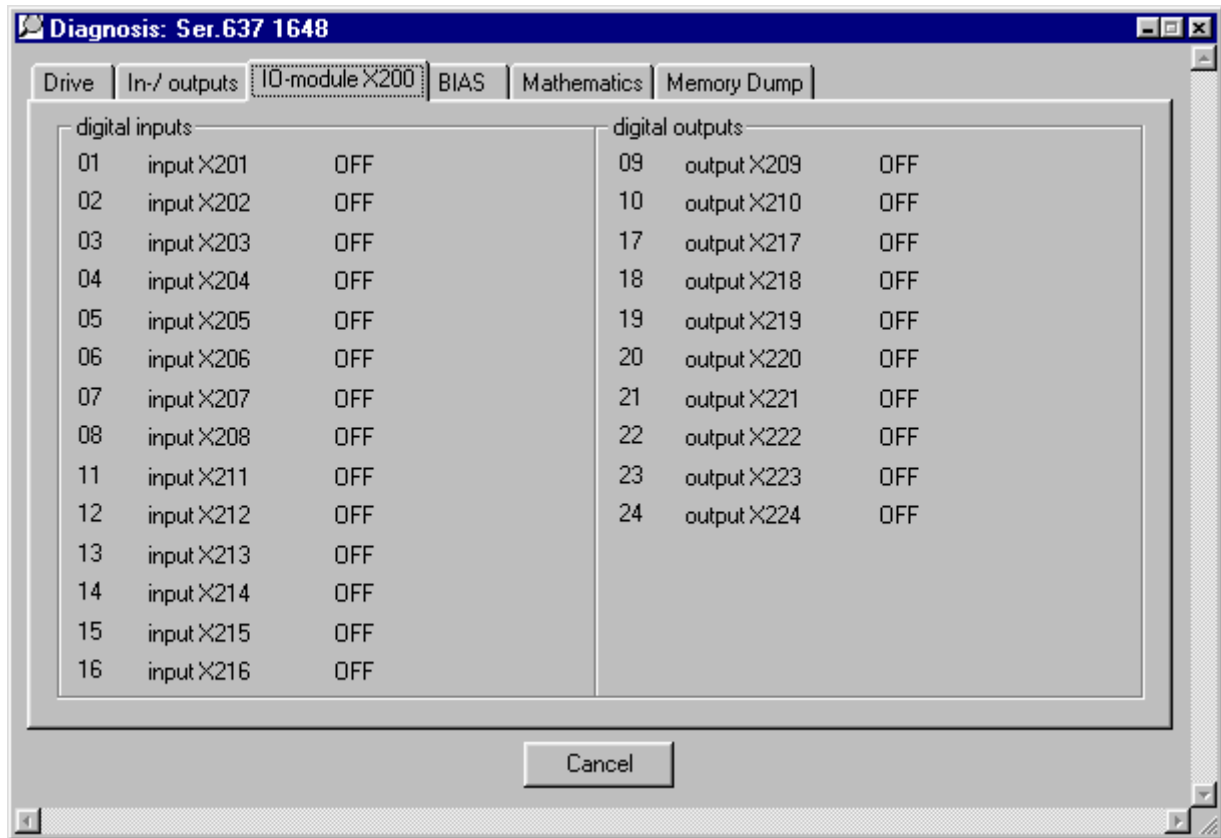 Diagnosis: Ser.637 1648
Drive In-/ outputs IO-module X200 BIAS Mathematics Memory Dump
digital inputs
01 input X201 OFF
02 input X202 OFF
03 input X203 OFF
04 input X204 OFF
05 input X205 OFF
06 input X206 OFF
07 input X207 OFF
08 input X208 OFF
11 input X211 OFF
12 input X212 OFF
13 input X213 OFF
14 input X214 OFF
15 input X215 OFF
16 input X216 OFF
digital outputs
09 output X209 OFF
10 output X210 OFF
17 output X217 OFF
18 output X218 OFF
19 output X219 OFF
20 output X220 OFF
21 output X221 OFF
22 output X222 OFF
23 output X223 OFF
24 output X224 OFF
Cancel